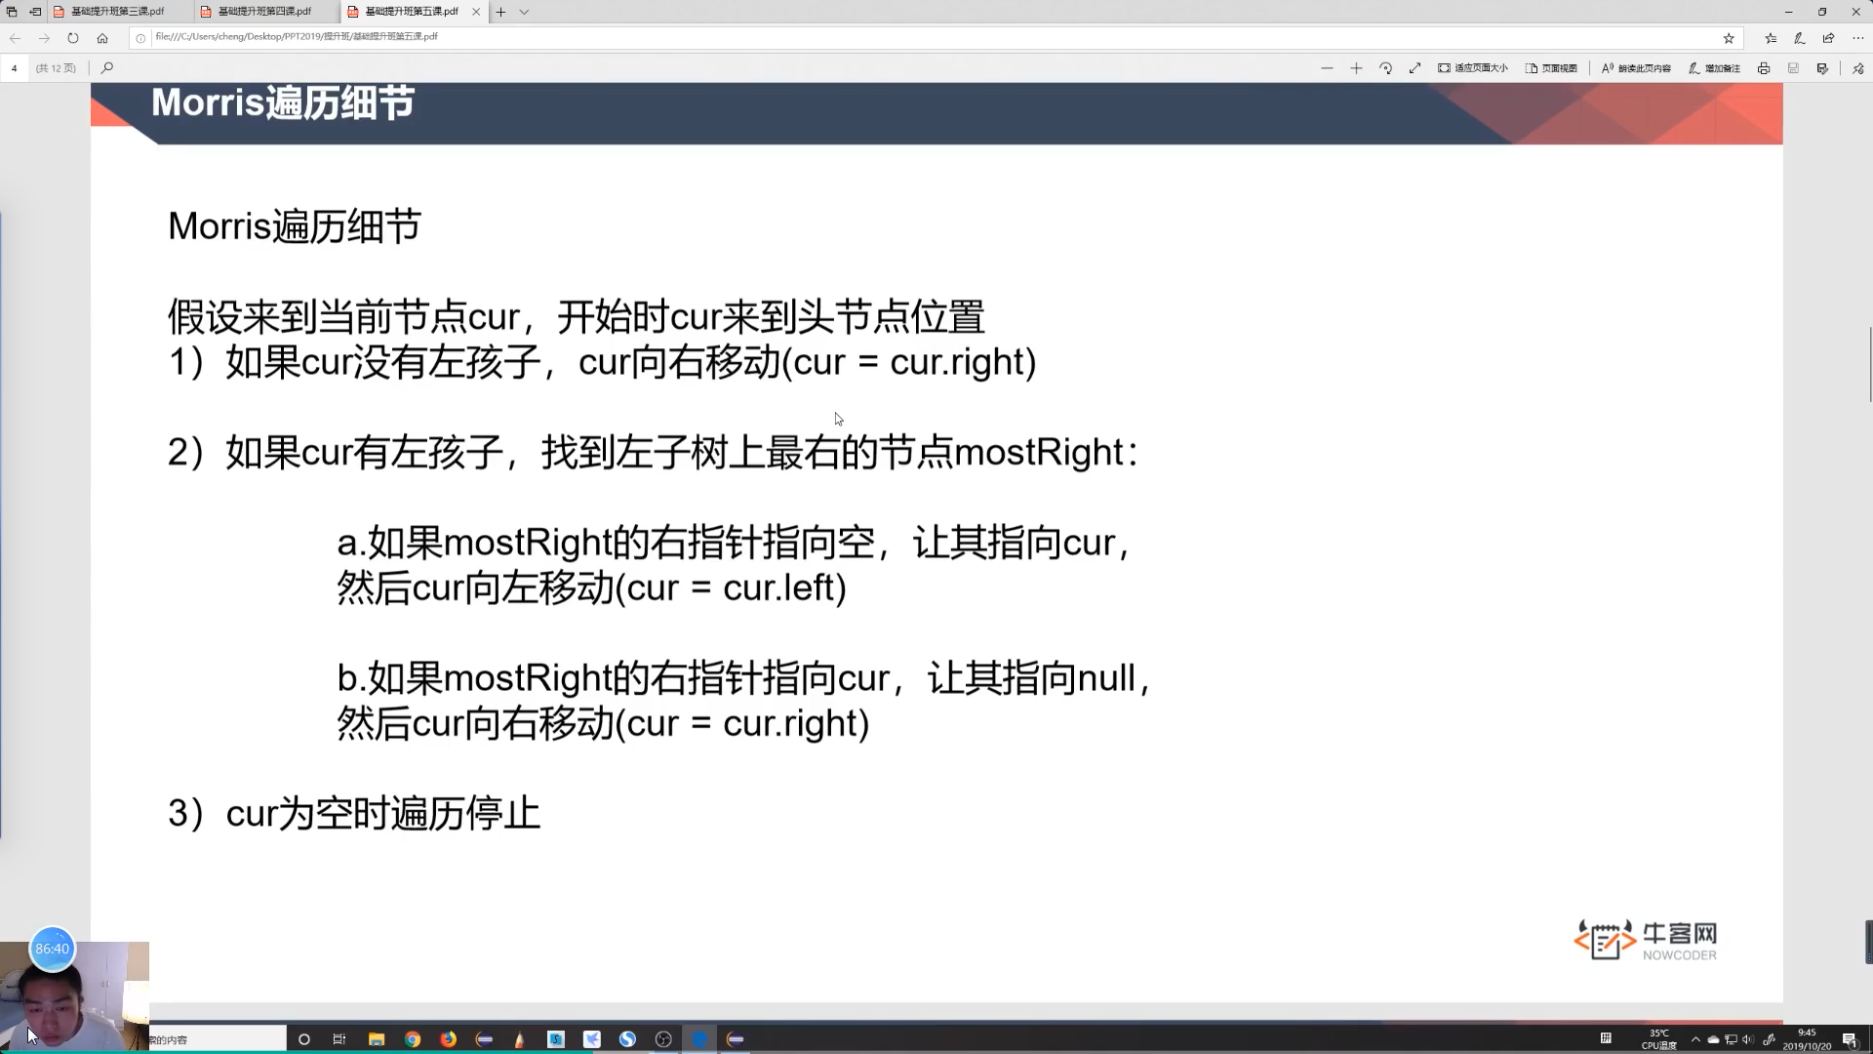 基础提升班第三课.pdf
基础提升班第四课.pdf
基础提升班第五课.pdf
file:///C:/Users/cheng/Desktop/PPT2019/提升班/基础提升班第五课.pdf
4 (共 12 页)
适应页面大小
页面视图
朗读此页内容
增加备注
Morris遍历细节
Morris遍历细节
假设来到当前节点cur，开始时cur来到头节点位置
1）如果cur没有左孩子，cur向右移动(cur = cur.right)
2）如果cur有左孩子，找到左子树上最右的节点mostRight：
a.如果mostRight的右指针指向空，让其指向cur，
然后cur向左移动(cur = cur.left)
b.如果mostRight的右指针指向cur，让其指向null，
然后cur向右移动(cur = cur.right)
3）cur为空时遍历停止
牛客网
NOWCODER
86:40
的内容
35℃
CPU温度
9:45
2019/10/20